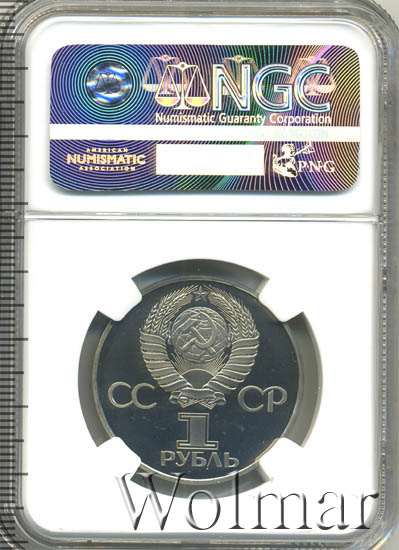 NGC
Numismatic Guaranty Corporation
AMERICAN
NUMISMATIC
ASSOCIATION
PNG
СС СР
1
РУБЛЬ
Wolmar